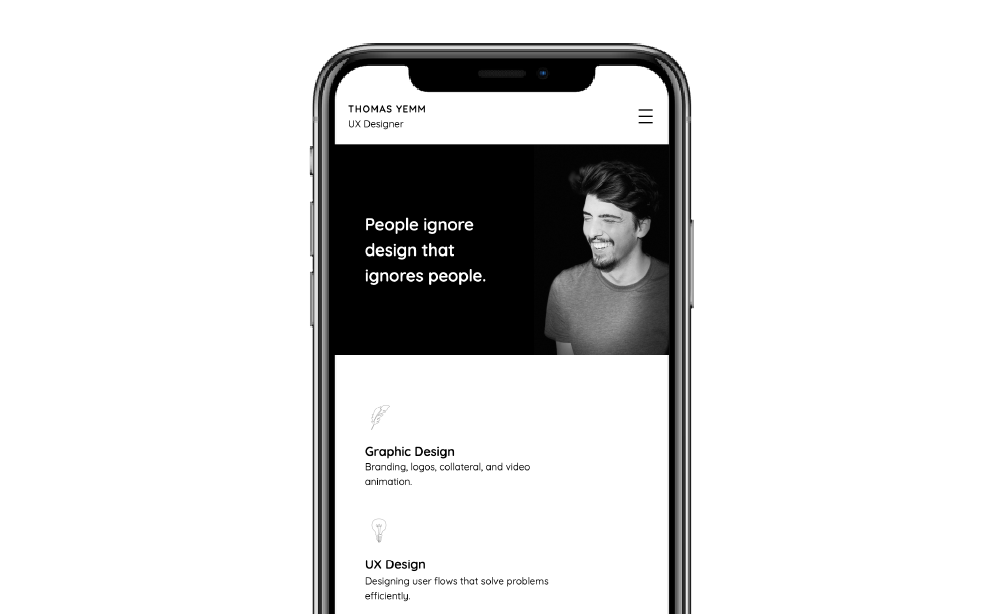 THOMAS YEMM
UX Designer
People ignore
design that
ignores people.
Graphic Design
Branding, logos, collateral, and video
animation.
UX Design
Designing user flows that solve problems
efficiently.